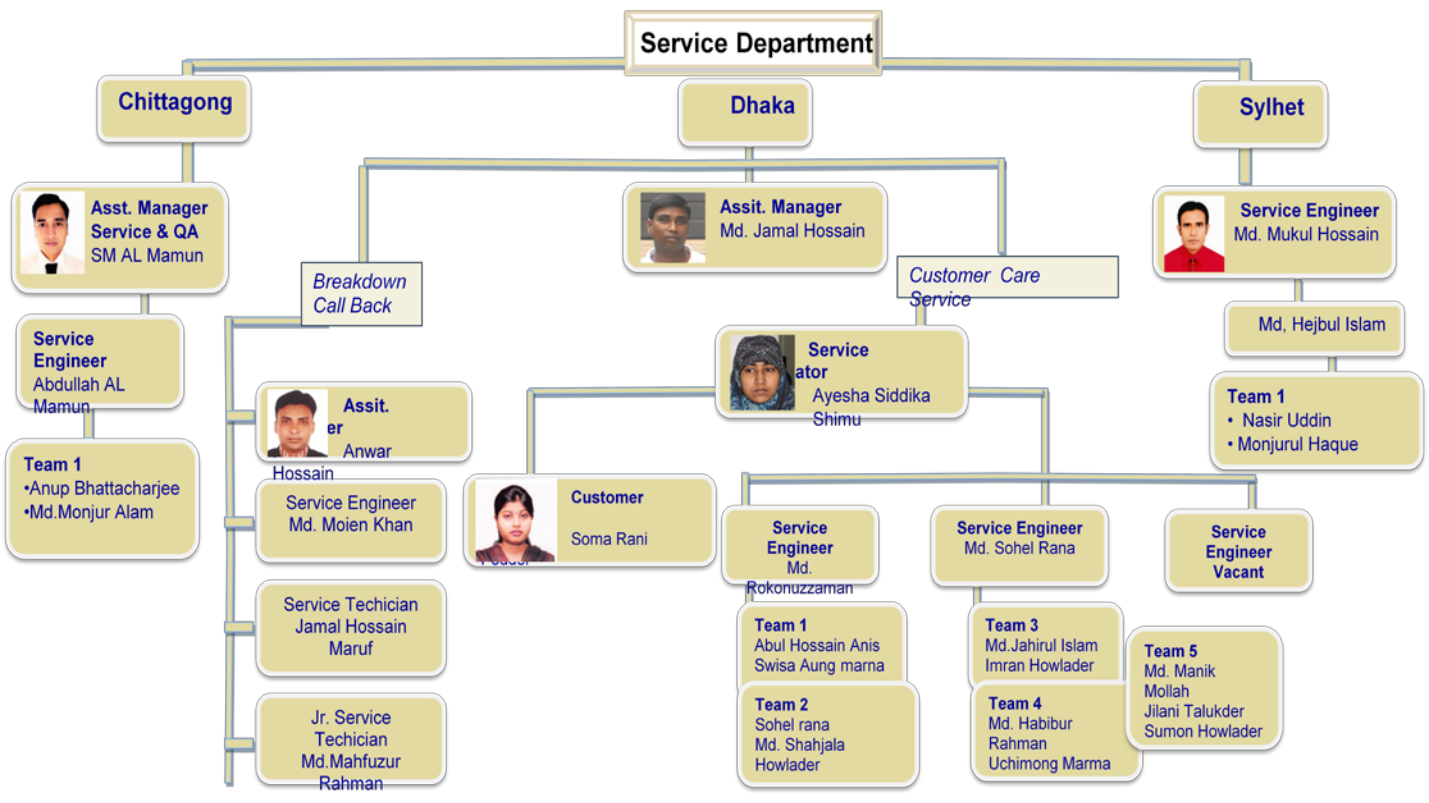 Service Department
Chittagong
Dhaka
Sylhet
Asst. Manager
Service & QA
SM AL Mamun
Assit. Manager
Md. Jamal Hossain
Service Engineer
Md. Mukul Hossain
Breakdown
Call Back
Customer Care
Service
Service
Engineer
Abdullah AL
Mamun
Md, Hejbul Islam
Service
ator
Ayesha Siddika
Shimu
Assit.
er
Anwar
Hossain
Team 1
• Nasir Uddin
• Monjurul Haque
Team 1
•Anup Bhattacharjee
•Md.Monjur Alam
Service Engineer
Md. Moien Khan
Customer
Soma Rani
Service
Engineer
Md.
Rokonuzzaman
Service Engineer
Md. Sohel Rana
Service
Engineer
Vacant
Service Techician
Jamal Hossain
Maruf
Team 1
Abul Hossain Anis
Swisa Aung marna
Team 3
Md.Jahirul Islam
Imran Howlader
Team 5
Md. Manik
Mollah
Jilani Talukder
Sumon Howlader
Team 2
Sohel rana
Md. Shahjala
Howlader
Team 4
Md. Habibur
Rahman
Uchimong Marma
Jr. Service
Techician
Md.Mahfuzur
Rahman